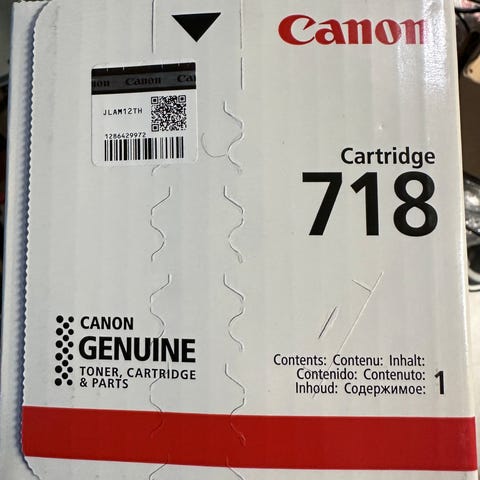 Canon
Canon
JLAM12TH
1286429972
Cartridge
718
CANON
GENUINE
TONER, CARTRIDGE
& PARTS
Contents: Contenu: Inhalt:
Contenido: Contenuto:
Inhoud: Содержимое: 1